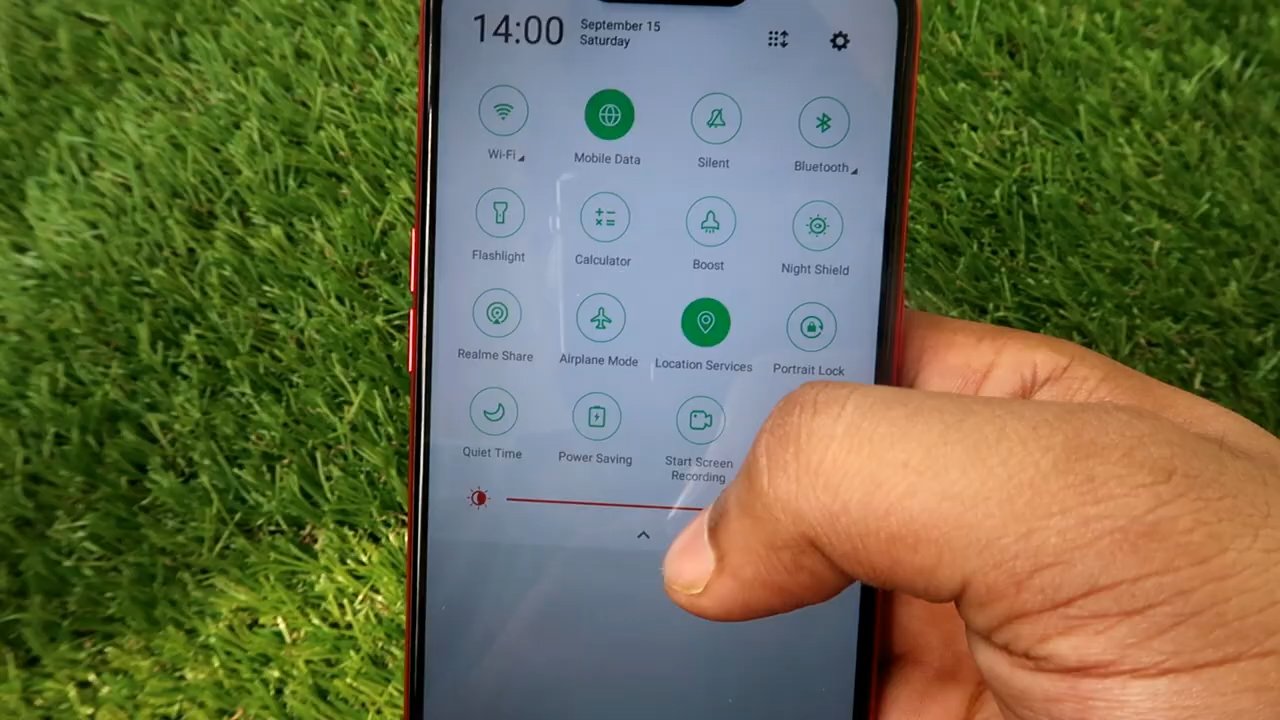 14:00
September 15
Saturday
Wi-Fi
Mobile Data
Silent
Bluetooth
Flashlight
Calculator
Boost
Night Shield
Realme Share
Airplane Mode
Location Services
Portrait Lock
Quiet Time
Power Saving
Start Screen
Recording